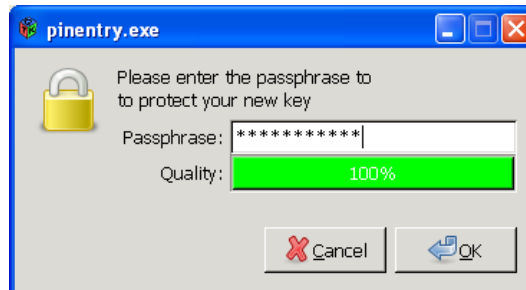 pinentry.exe
Please enter the passphrase to
to protect your new key
Passphrase: ***********
Quality: 100%
Cancel OK